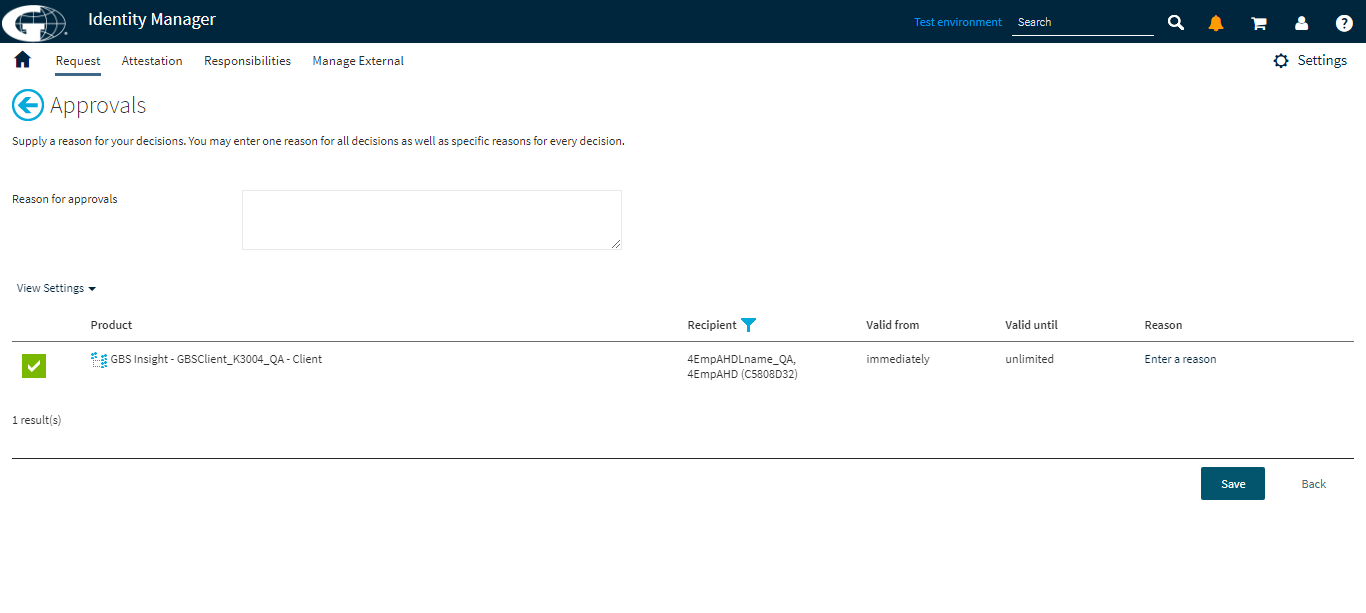 Identity Manager
Test environment
Search
Request
Attestation
Responsibilities
Manage External
Settings
Approvals
Supply a reason for your decisions. You may enter one reason for all decisions as well as specific reasons for every decision.
Reason for approvals
View Settings
Product
Recipient
Valid from
Valid until
Reason
GBS Insight - GBSClient_K3004_QA - Client
4EmpAHDLname_QA,
4EmpAHD (C5808D32)
immediately
unlimited
Enter a reason
1 result(s)
Save
Back